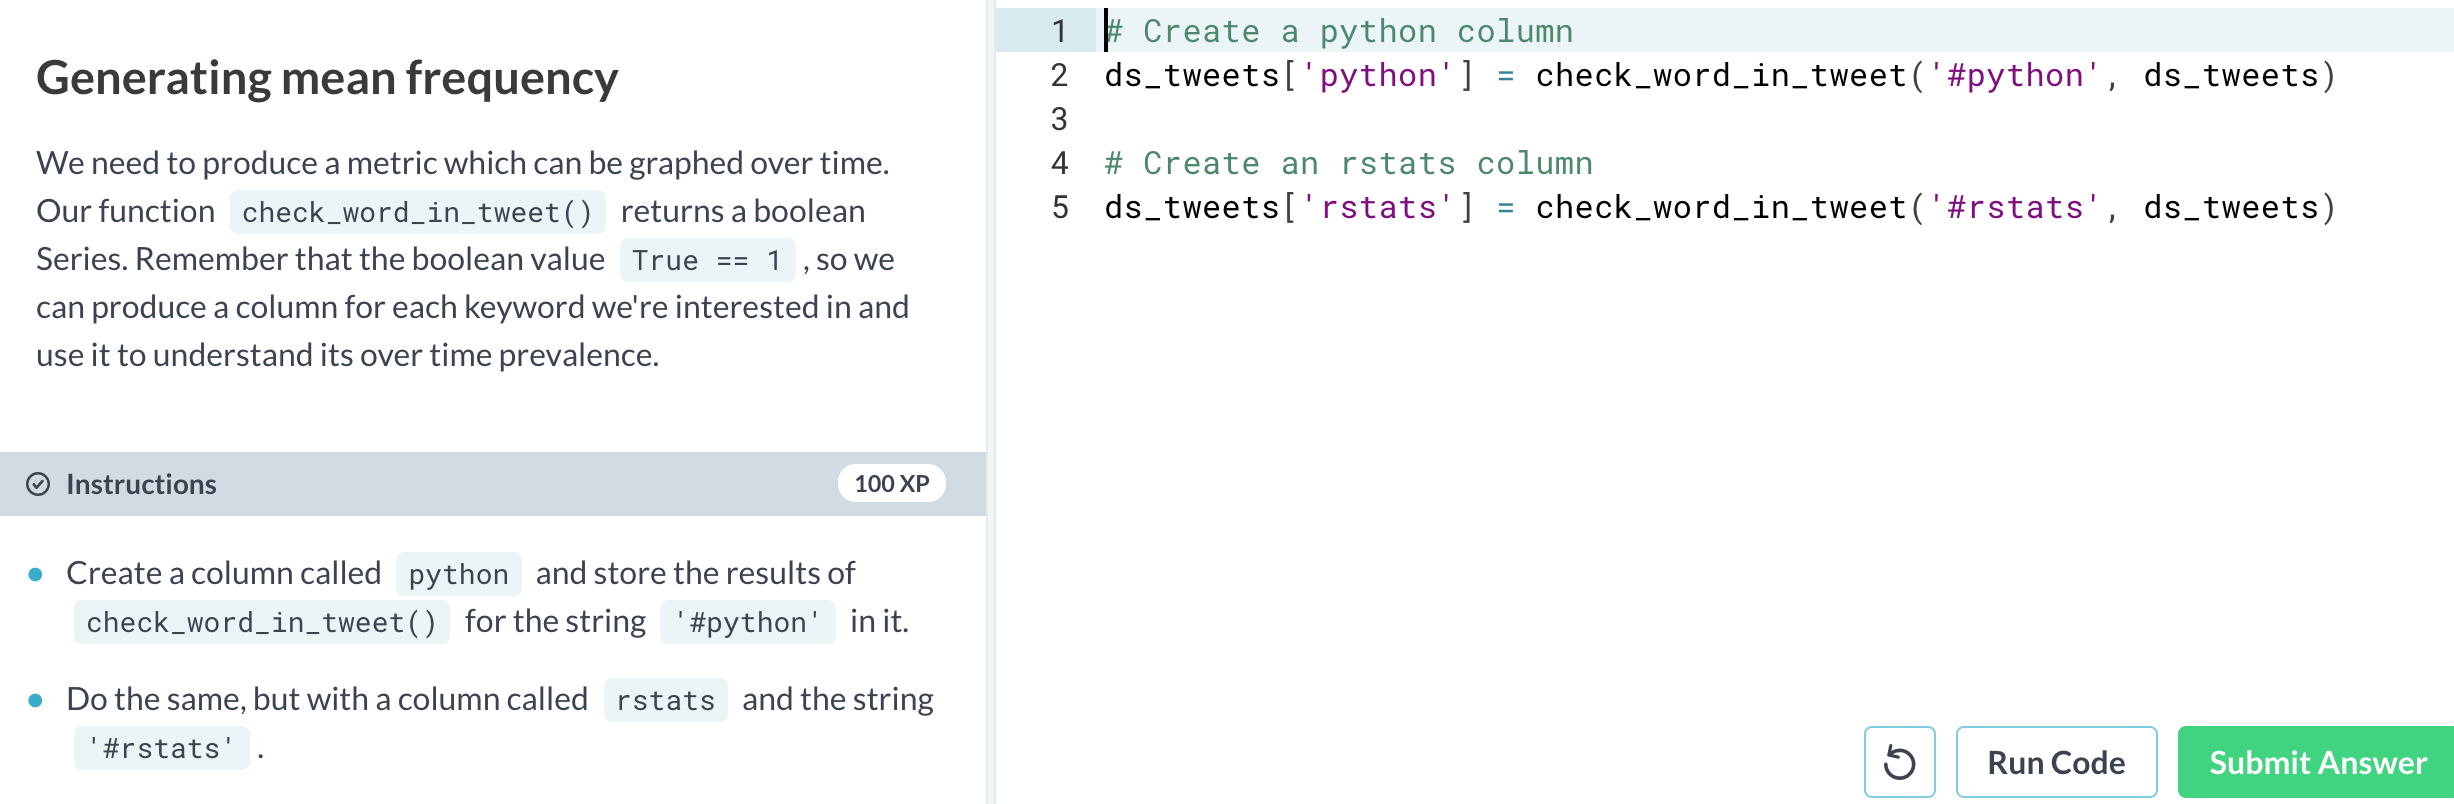 Generating mean frequency
We need to produce a metric which can be graphed over time.
Our function check_word_in_tweet() returns a boolean
Series. Remember that the boolean value True == 1 , so we
can produce a column for each keyword we're interested in and
use it to understand its over time prevalence.
Instructions
100 XP
Create a column called python and store the results of
check_word_in_tweet() for the string '#python' in it.
Do the same, but with a column called rstats and the string
'#rstats' .
1 # Create a python column
2 ds_tweets['python'] = check_word_in_tweet('#python', ds_tweets)
3
4 # Create an rstats column
5 ds_tweets['rstats'] = check_word_in_tweet('#rstats', ds_tweets)
Run Code
Submit Answer